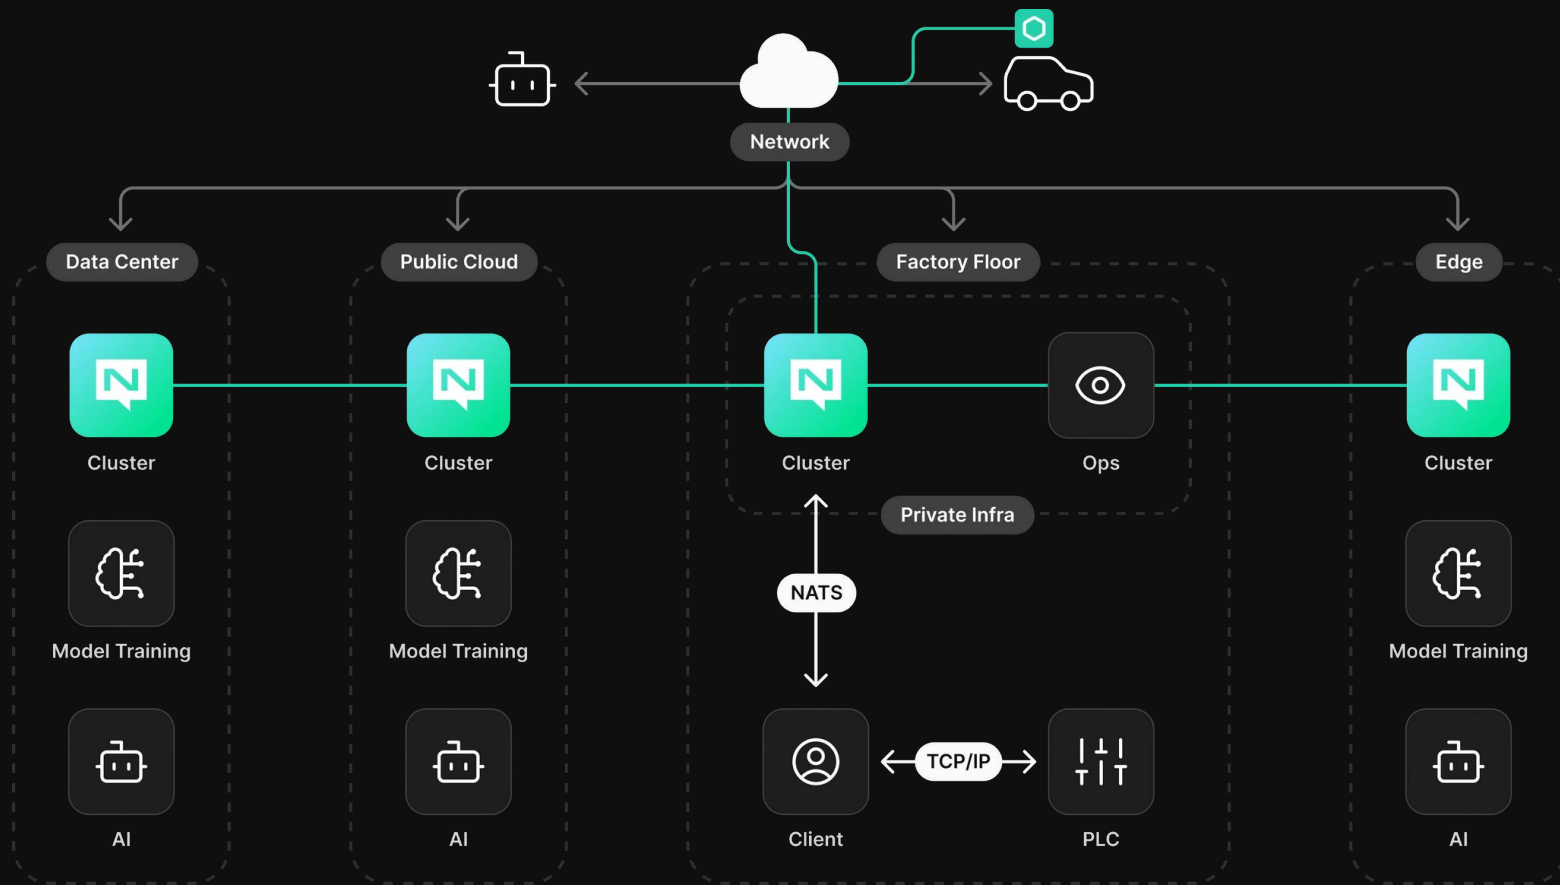 Network
Data Center
Public Cloud
Factory Floor
Edge
N
N
N
N
Cluster
Cluster
Cluster
Ops
Cluster
Private Infra
NATS
Model Training
Model Training
Model Training
TCP/IP
AI
AI
Client
PLC
AI